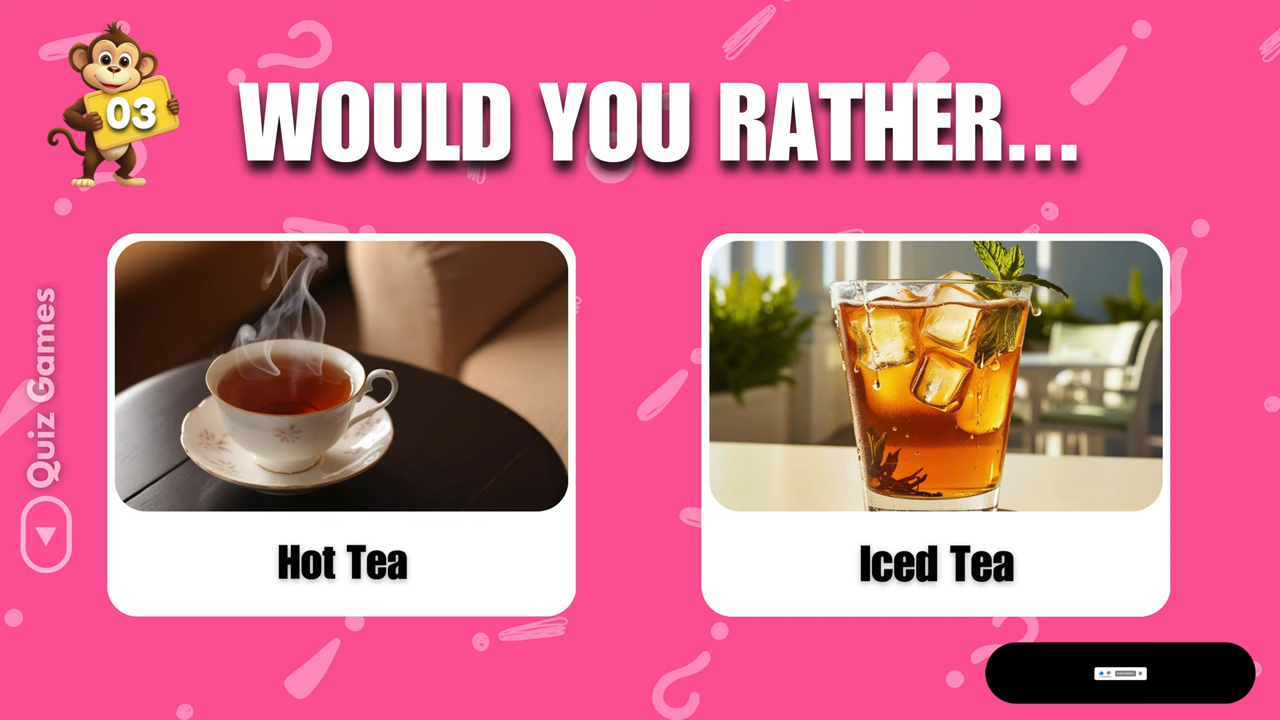 03
WOULD YOU RATHER...
Quiz Games
Hot Tea
Iced Tea